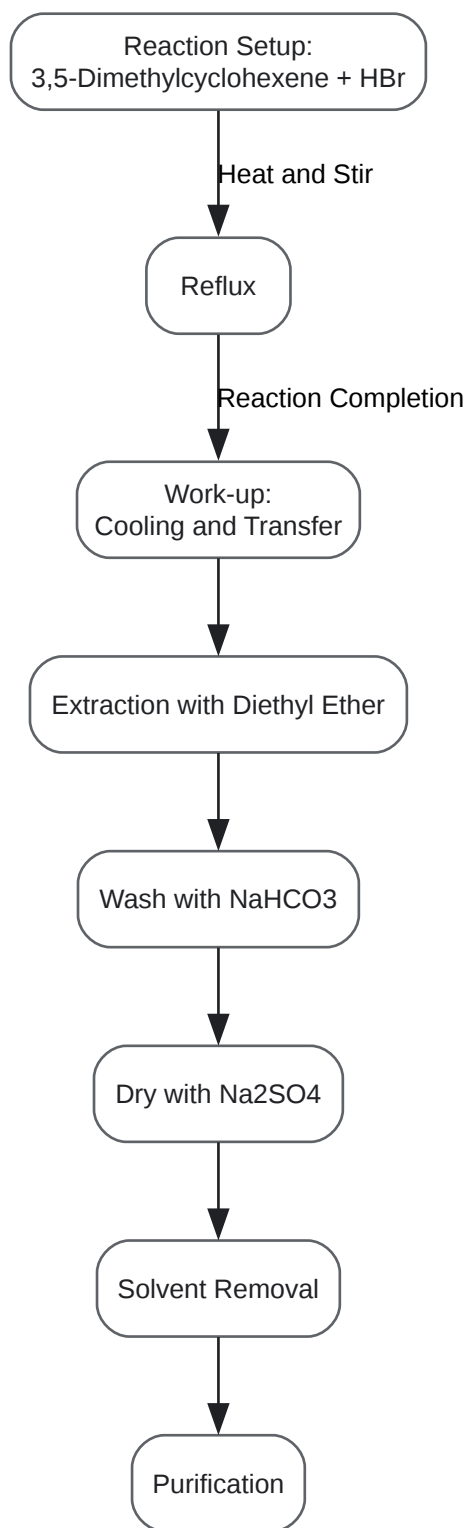 Reaction Setup:
3,5-Dimethylcyclohexene + HBr
Heat and Stir
Reflux
Reaction Completion
Work-up:
Cooling and Transfer
Extraction with Diethyl Ether
Wash with NaHCO3
Dry with Na2SO4
Solvent Removal
Purification